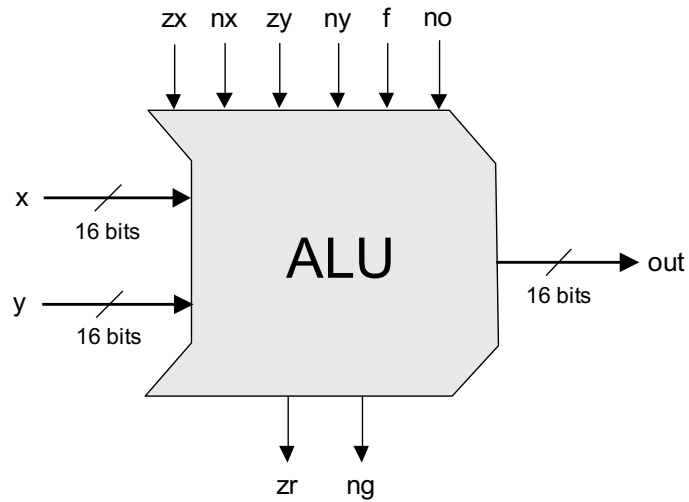 zx nx zy ny f no
x
16 bits
ALU
out
16 bits
y
16 bits
zr ng